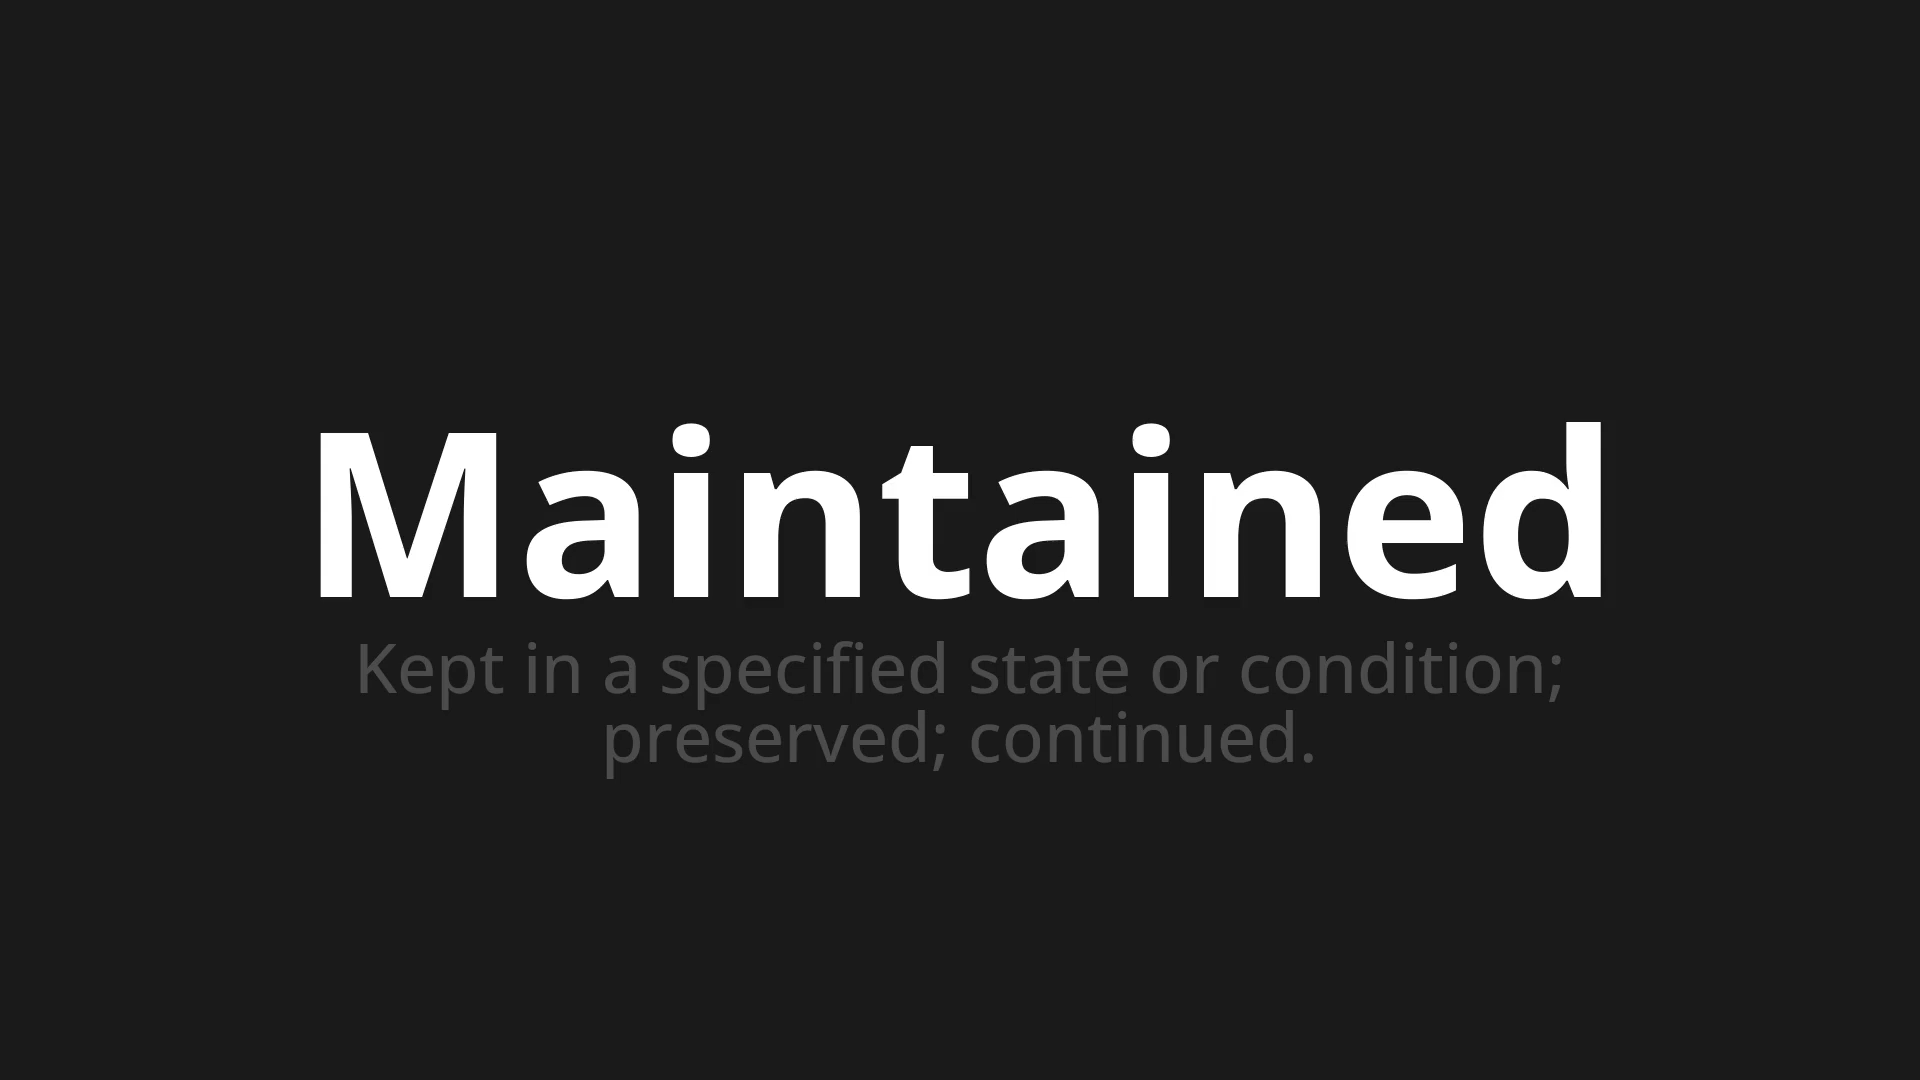 Maintained
Kept in a specified state or condition;
preserved; continued.